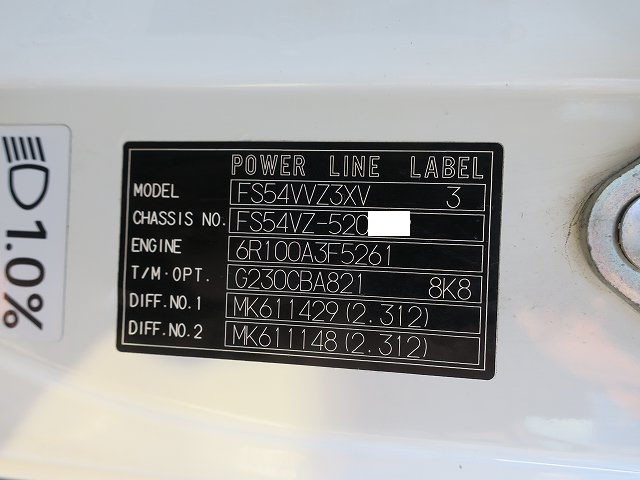 POWER LINE LABEL
MODEL FS54VVZ3XV 3
CHASSIS NO. FS54VZ-520
ENGINE 6R100A3F5261
T/M·OPT. G230CBA821 8K8
DIFF.NO.1 MK611429(2.312)
DIFF.NO.2 MK611148(2.312)
1.0%